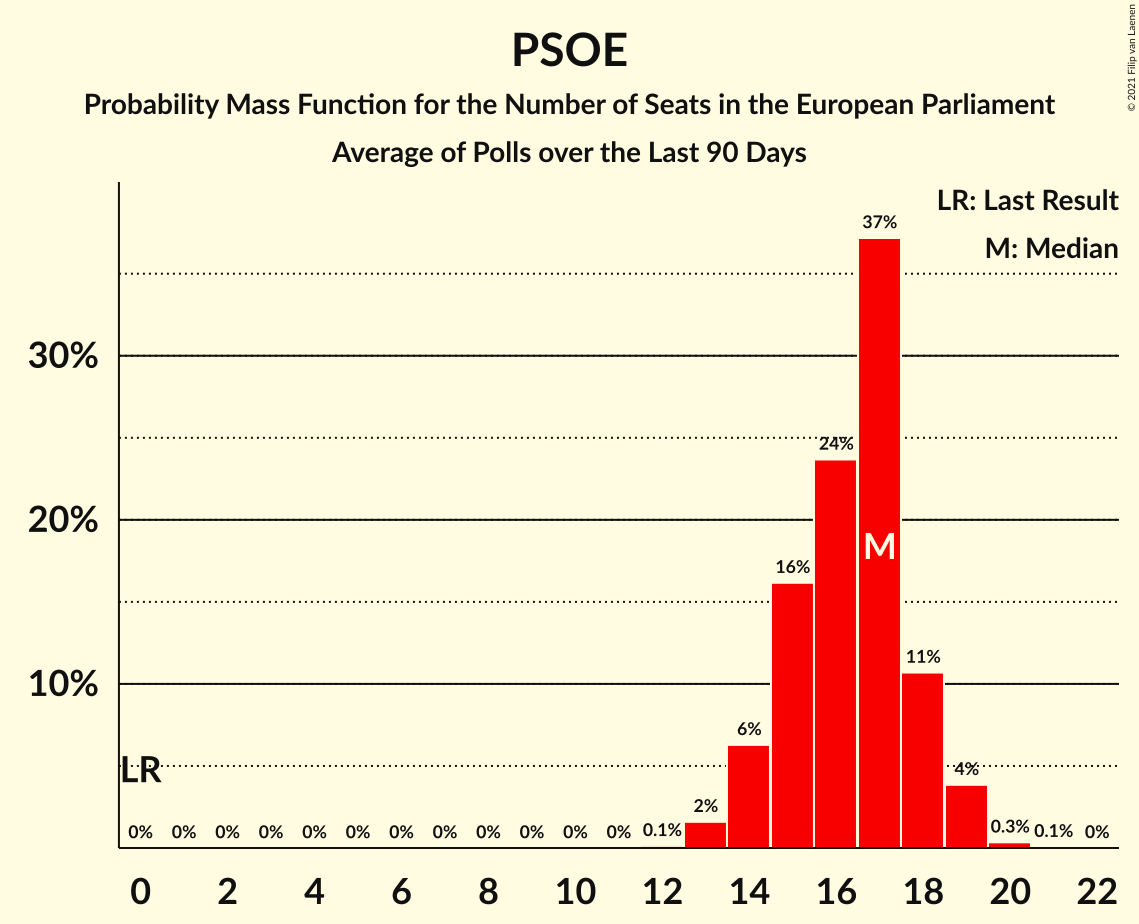 PSOE
Probability Mass Function for the Number of Seats in the European Parliament
Average of Polls over the Last 90 Days
© 2021 Filip van Laenen
LR: Last Result
M: Median
37%
30%
24%
20%
M
16%
11%
10%
6%
LR
4%
2%
0% 0% 0% 0% 0% 0% 0% 0% 0% 0% 0% 0% 0.1% 0.3% 0.1% 0%
0 2 4 6 8 10 12 14 16 18 20 22